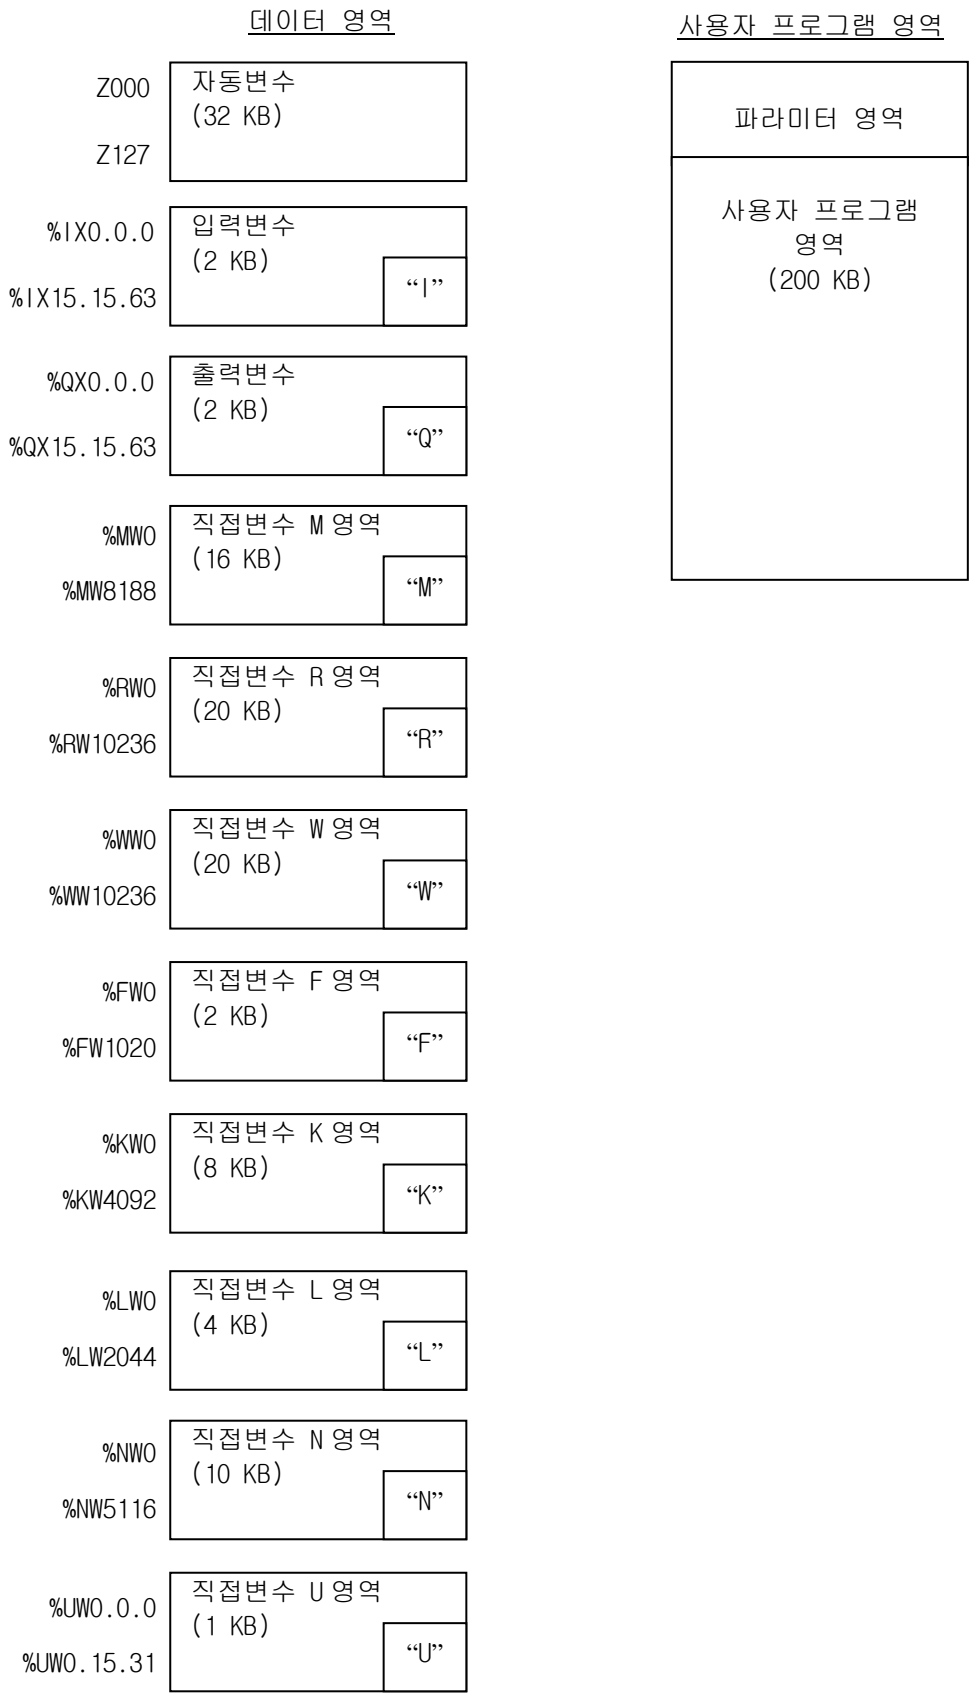 데이터 영역
사용자 프로그램 영역
Z000
Z127
자동변수
(32 KB)
파라미터 영역
사용자 프로그램
영역
(200 KB)
%IX0.0.0
%IX15.15.63
입력변수
(2 KB)
“I”
%QX0.0.0
%QX15.15.63
출력변수
(2 KB)
“Q”
%MW0
%MW8188
직접변수 M 영역
(16 KB)
“M”
%RW0
%RW10236
직접변수 R 영역
(20 KB)
“R”
%WW0
%WW10236
직접변수 W 영역
(20 KB)
“W”
%FW0
%FW1020
직접변수 F 영역
(2 KB)
“F”
%KW0
%KW4092
직접변수 K 영역
(8 KB)
“K”
%LW0
%LW2044
직접변수 L 영역
(4 KB)
“L”
%NW0
%NW5116
직접변수 N 영역
(10 KB)
“N”
%UW0.0.0
%UW0.15.31
직접변수 U 영역
(1 KB)
“U”